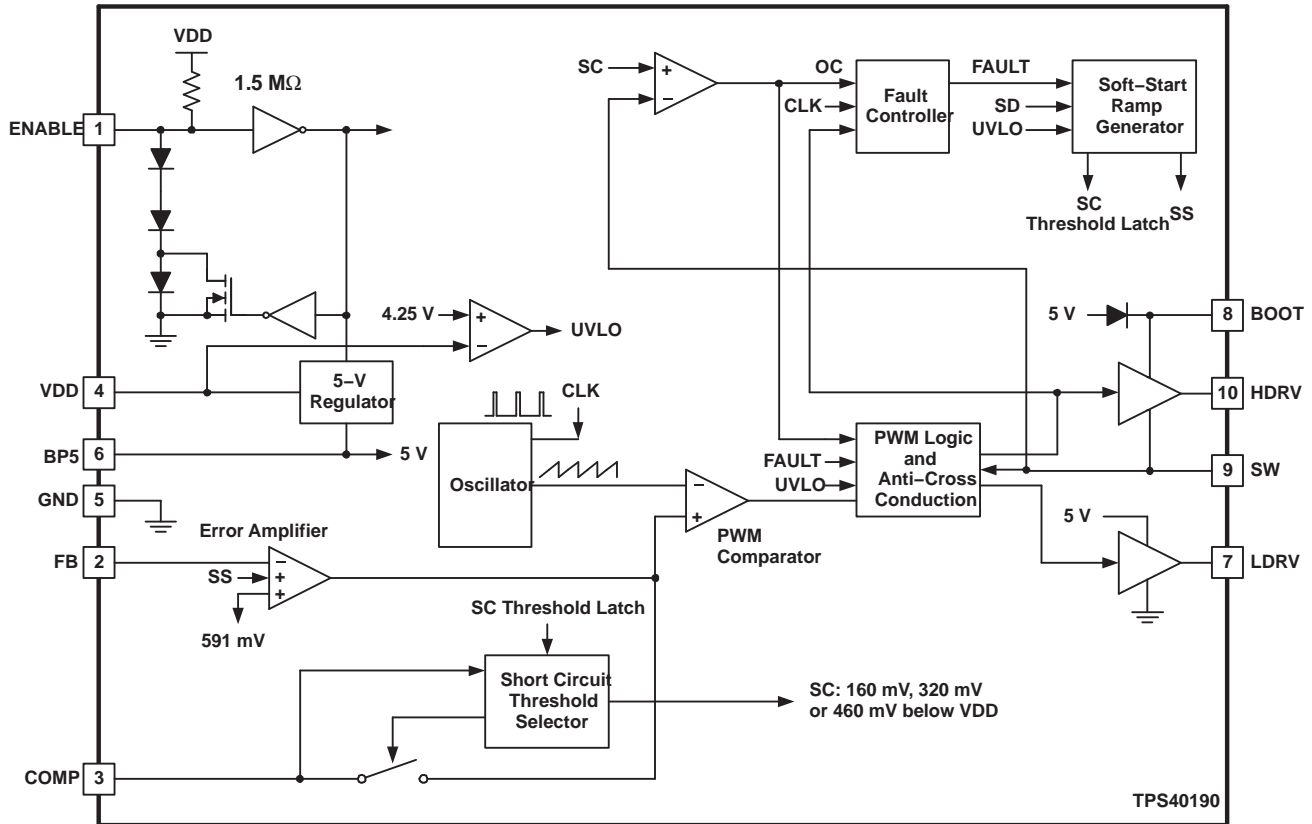 VDD
1.5 MΩ
ENABLE 1
SC
+
−
OC
CLK
Fault
Controller
FAULT
SD
UVLO
Soft−Start
Ramp
Generator
SC
Threshold Latch
SS
4.25 V
+
−
UVLO
5 V
8 BOOT
VDD 4
5−V
Regulator
10 HDRV
BP5 6
5 V
CLK
Oscillator
FAULT
UVLO
PWM Logic
and
Anti−Cross
Conduction
9 SW
GND 5
−
+
PWM
Comparator
5 V
7 LDRV
Error Amplifier
FB 2
−
SS
+
+
591 mV
SC Threshold Latch
Short Circuit
Threshold
Selector
SC: 160 mV, 320 mV
or 460 mV below VDD
COMP 3
TPS40190